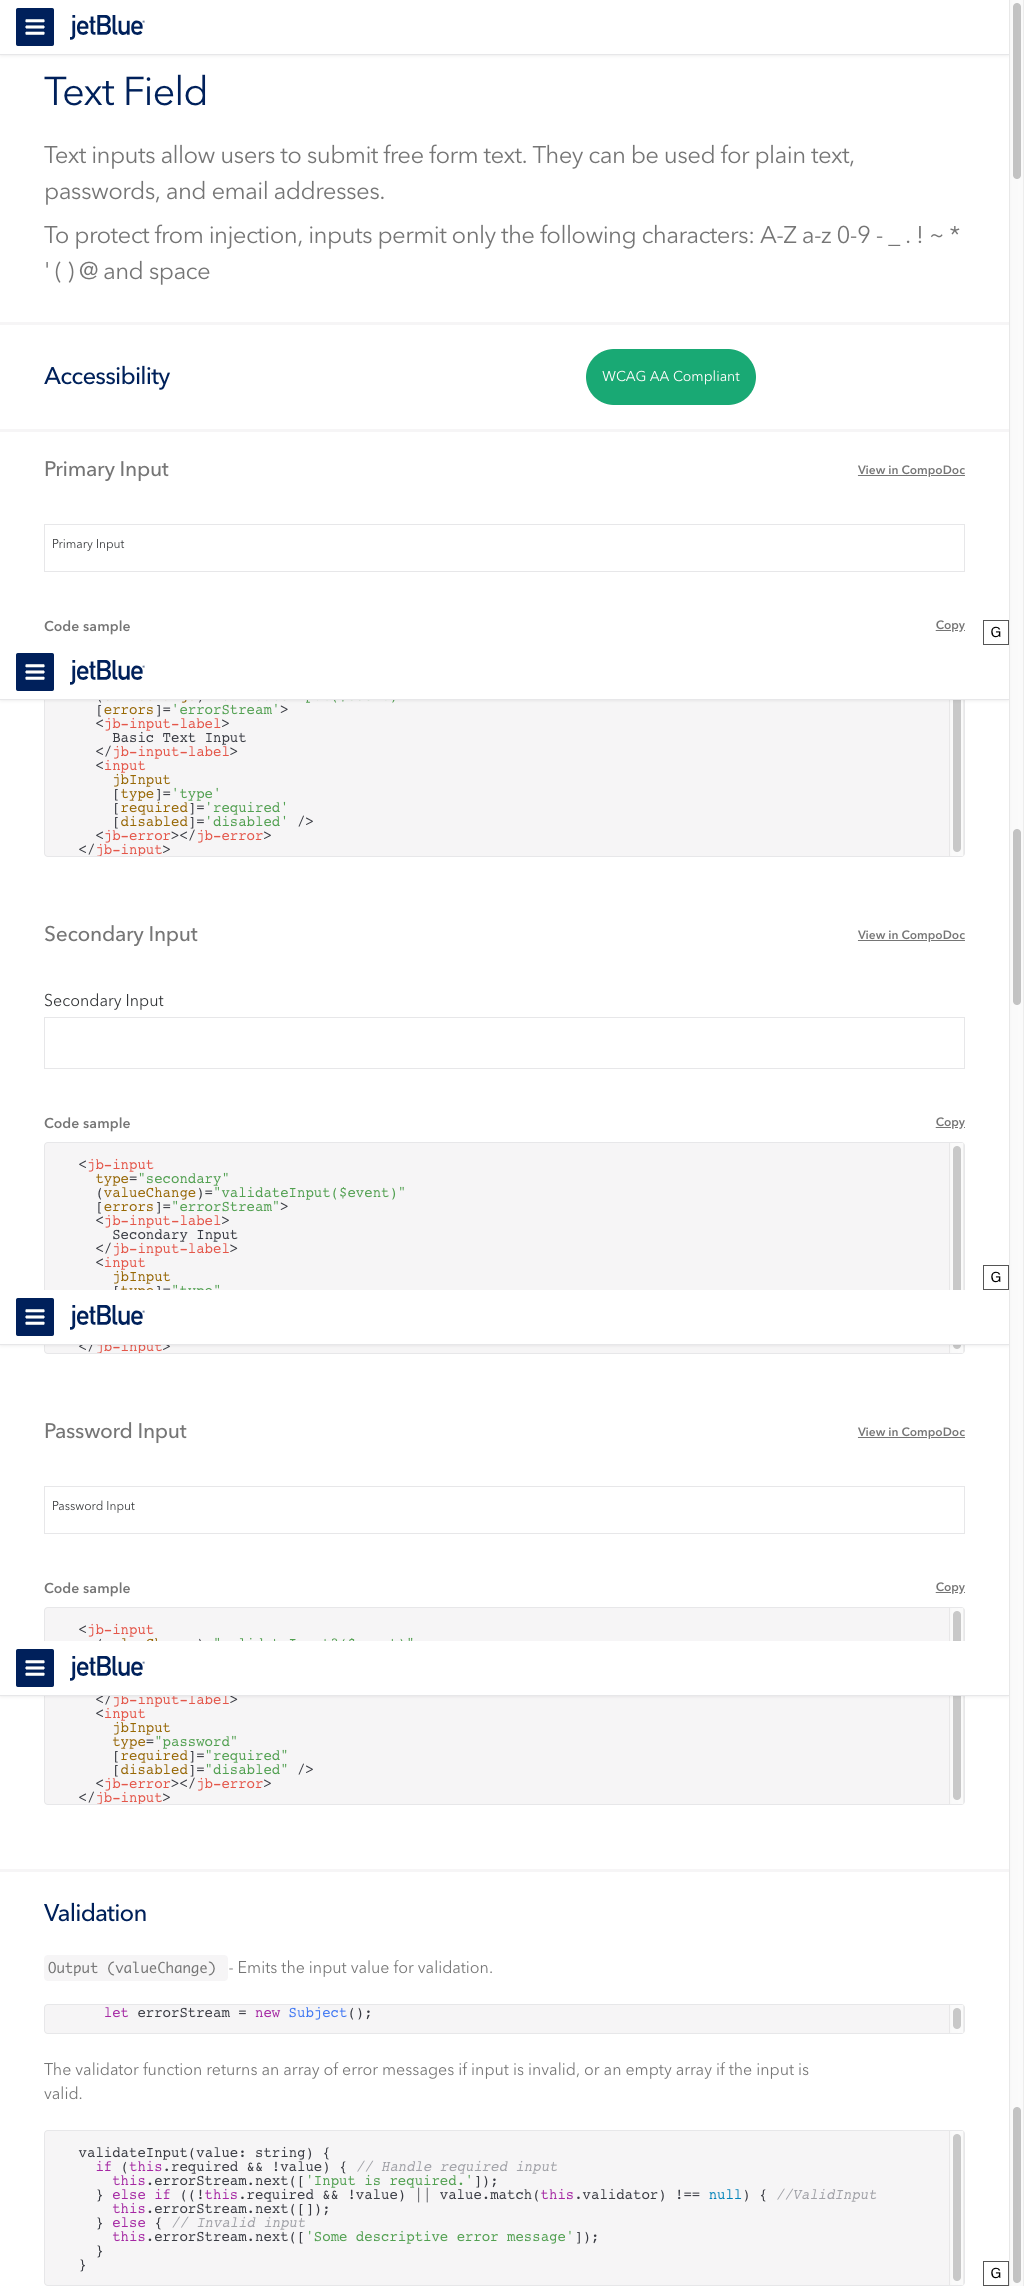 jetBlue
Text Field
Text inputs allow users to submit free form text. They can be used for plain text,
passwords, and email addresses.
To protect from injection, inputs permit only the following characters: A-Z a-z 0-9 - _ . ! ~ *
' ( ) @ and space
Accessibility
WCAG AA Compliant
Primary Input
View in CompoDoc
Primary Input
Code sample
Copy
G
jetBlue
[errors]='errorStream'>
<jb-input-label>
Basic Text Input
</jb-input-label>
<input
jbInput
[type]='type'
[required]='required'
[disabled]='disabled' />
<jb-error></jb-error>
</jb-input>
Secondary Input
View in CompoDoc
Secondary Input
Code sample
Copy
<jb-input
type="secondary"
(valueChange)="validateInput($event)"
[errors]="errorStream">
<jb-input-label>
Secondary Input
</jb-input-label>
<input
jbInput
[type]="type"
G
jetBlue
</jb-input>
Password Input
View in CompoDoc
Password Input
Code sample
Copy
<jb-input
jetBlue
</jb-input-label>
<input
jbInput
type="password"
[required]="required"
[disabled]="disabled" />
<jb-error></jb-error>
</jb-input>
Validation
Output (valueChange) - Emits the input value for validation.
let errorStream = new Subject();
The validator function returns an array of error messages if input is invalid, or an empty array if the input is
valid.
validateInput(value: string) {
if (this.required && !value) { // Handle required input
this.errorStream.next(['Input is required.']);
} else if ((!this.required && !value) || value.match(this.validator) !== null) { //ValidInput
this.errorStream.next([]);
} else { // Invalid input
this.errorStream.next(['Some descriptive error message']);
}
}
G